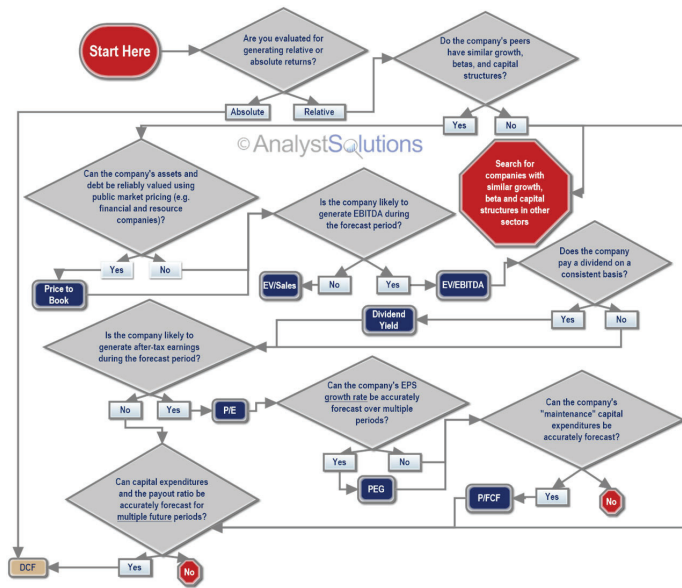 Start Here
Are you evaluated for
generating relative or
absolute returns?
Do the company's peers
have similar growth,
betas, and capital
structures?
Absolute
Relative
Yes
No
© AnalystSolutions
Can the company's assets and
debt be reliably valued using
public market pricing (e.g.
financial and resource
companies)?
Is the company likely to
generate EBITDA during
the forecast period?
Search for
companies with
similar growth,
beta and capital
structures in other
sectors
Does the company
pay a dividend on a
consistent basis?
Yes
No
Price to
Book
EV/Sales
No
Yes
EV/EBITDA
Dividend
Yield
Yes
No
Is the company likely to
generate after-tax earnings
during the forecast period?
No
Yes
P/E
Can the company's EPS
growth rate be accurately
forecast over multiple
periods?
Can the company's
"maintenance" capital
expenditures be
accurately forecast?
Yes
No
PEG
P/FCF
Yes
No
Can capital expenditures
and the payout ratio be
accurately forecast for
multiple future periods?
DCF
Yes
No